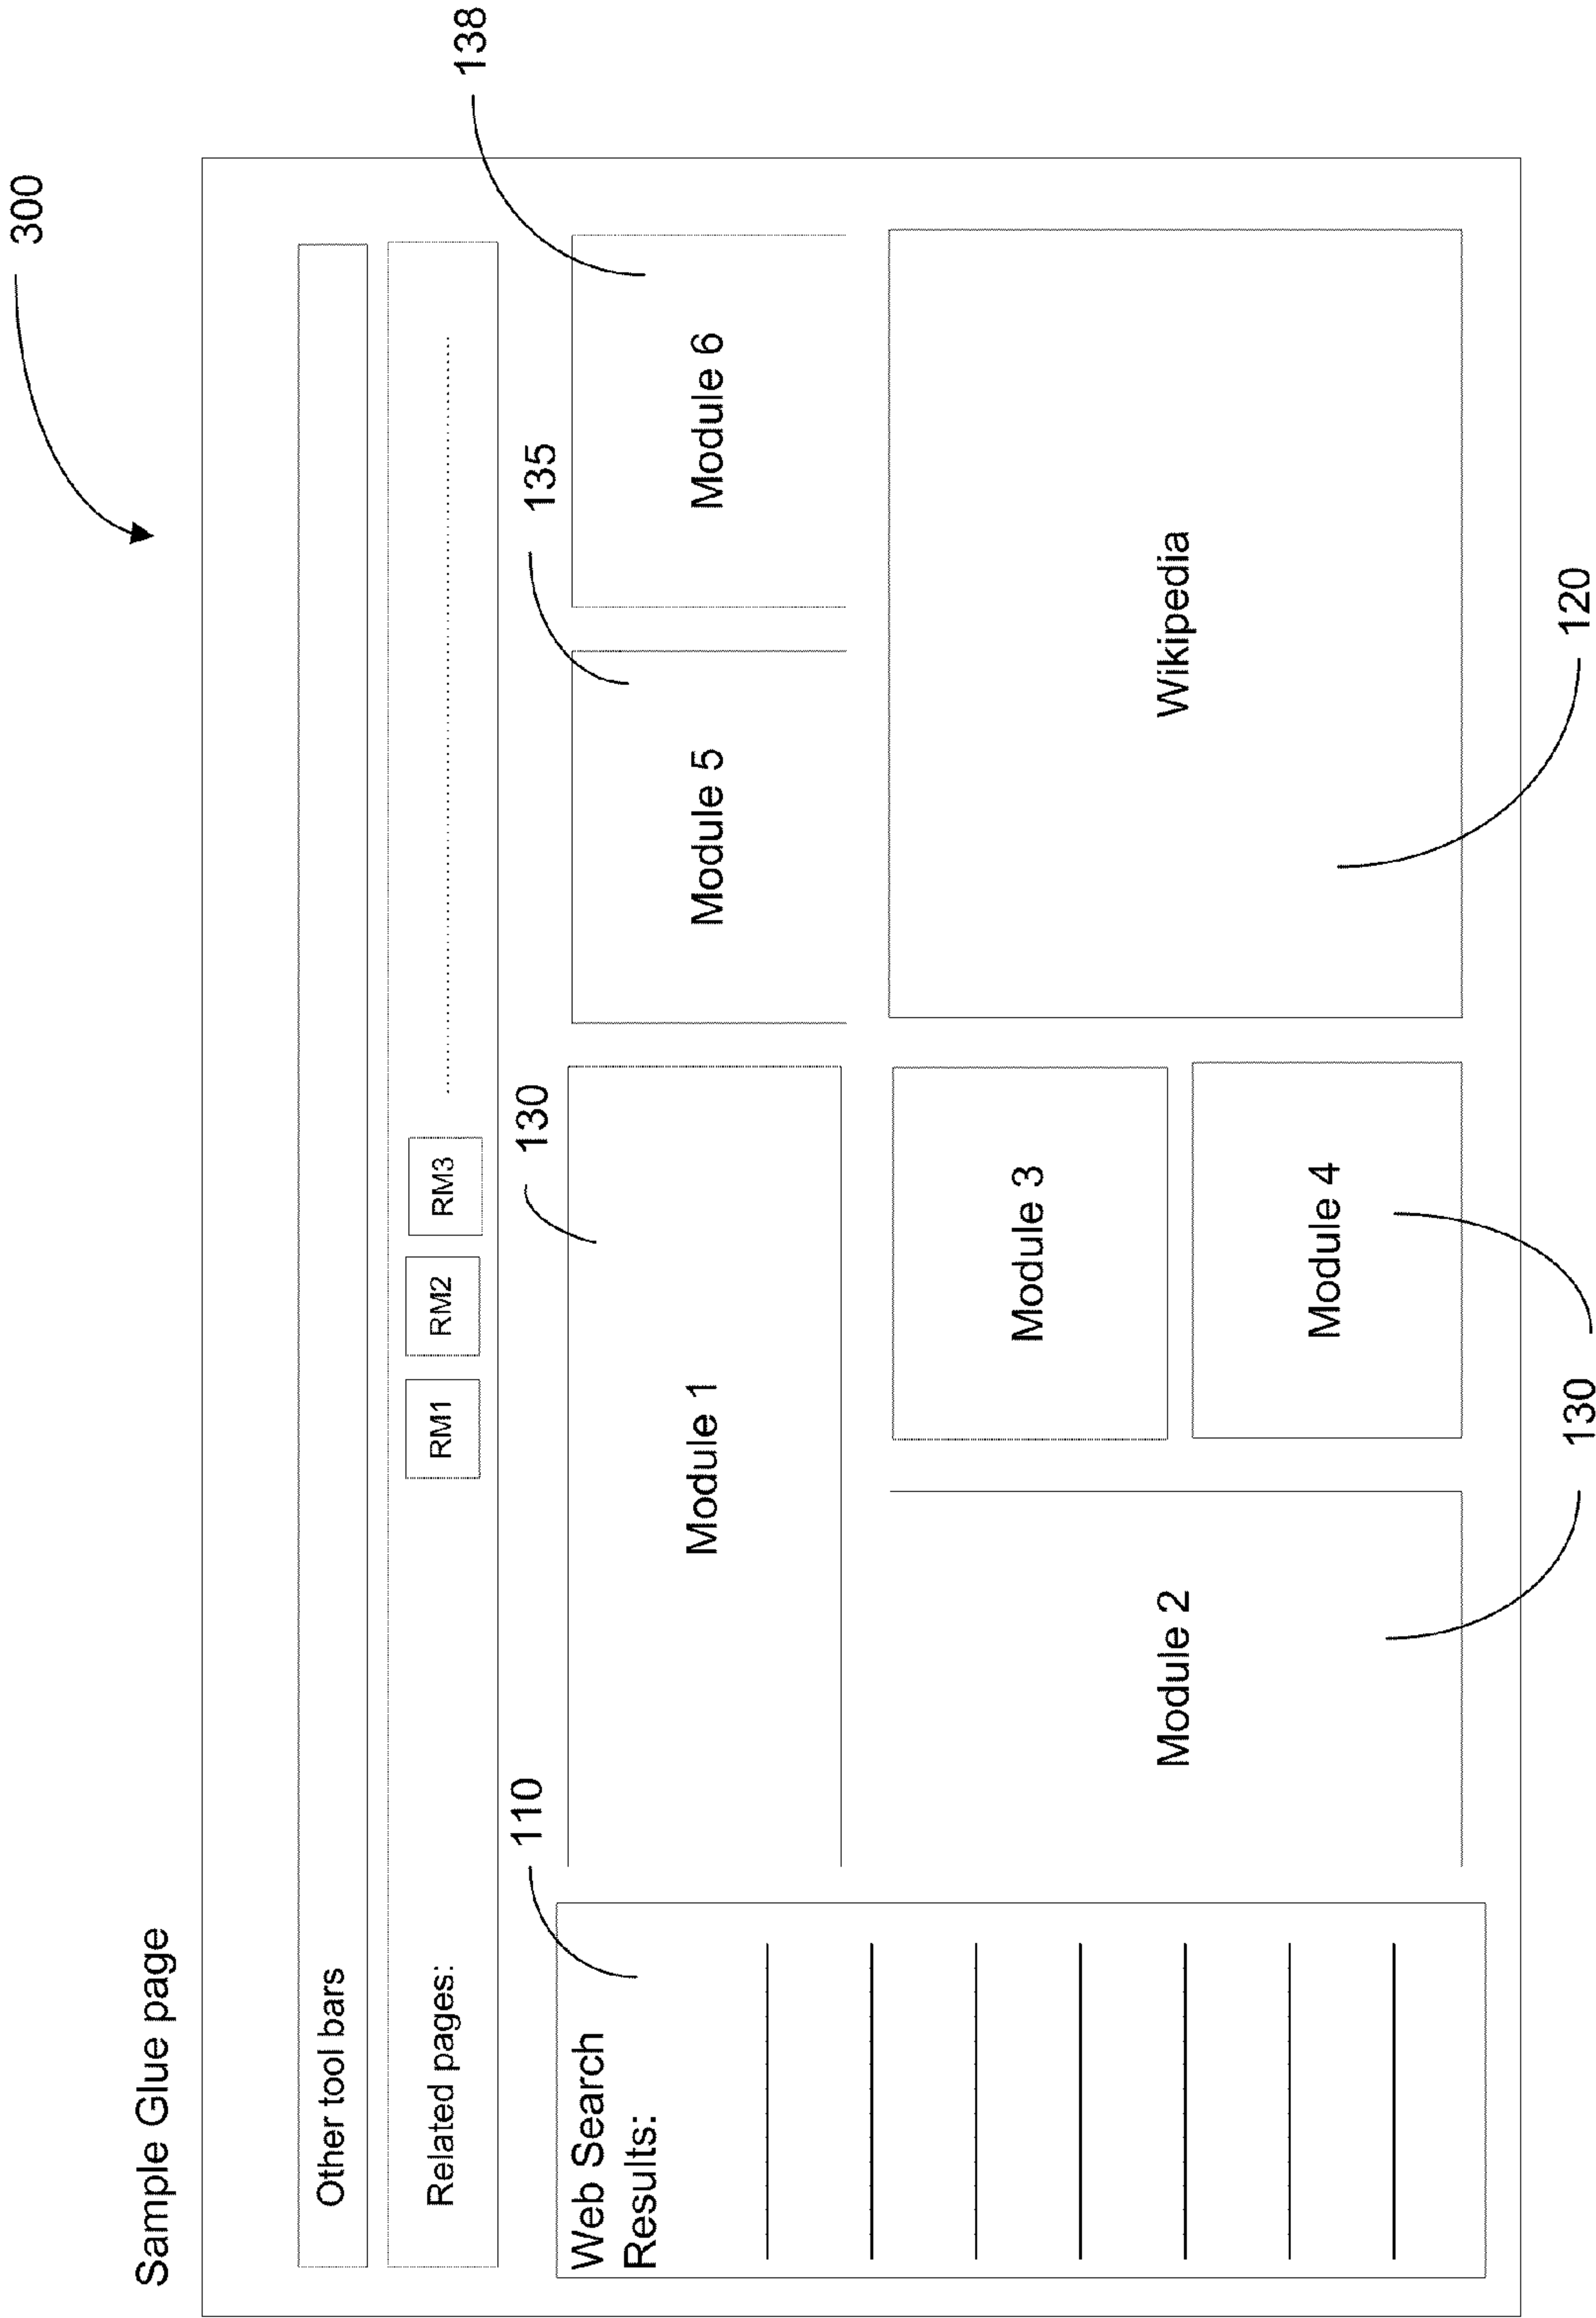 Sample Glue page
300
Other tool bars
Related pages:
RM1
RM2
RM3
138
110
130
135
Web Search
Results:
Module 1
Module 5
Module 6
Module 2
Module 3
Module 4
Wikipedia
130
120